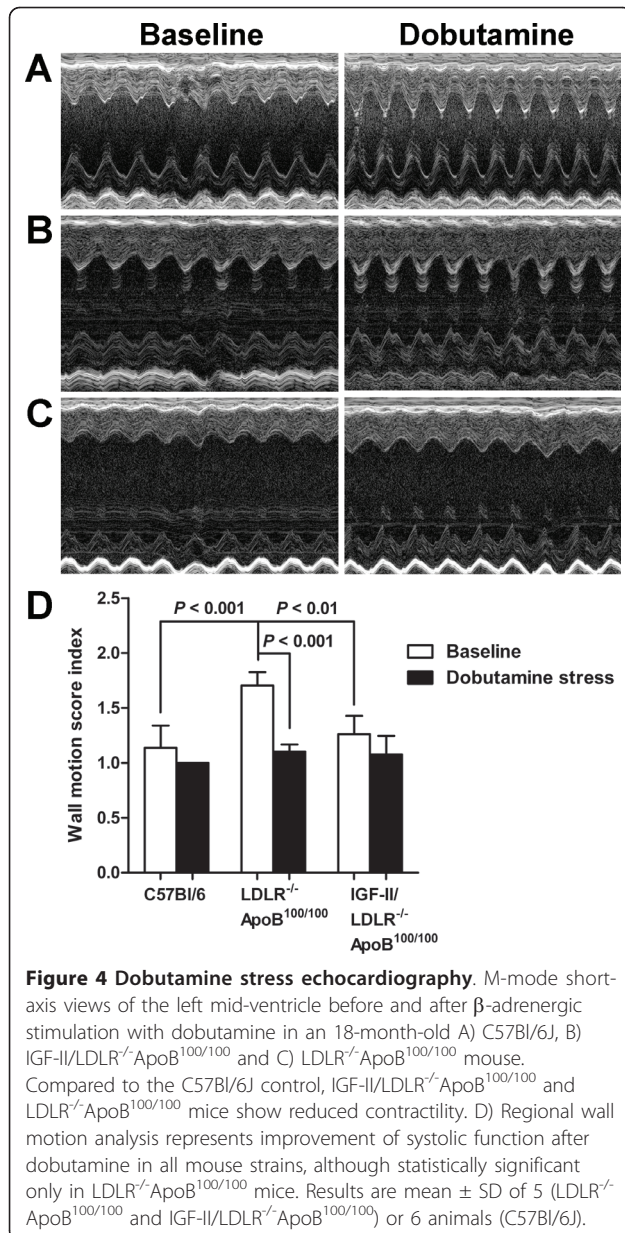 Baseline Dobutamine
A
B
C
D
2.5
2.0
1.5
1.0
0.5
0.0
Wall motion score index
P < 0.001 P < 0.01
P < 0.001
Baseline
Dobutamine stress
C57Bl/6 LDLR-/- IGF-II/
ApoB100/100 LDLR-/-
ApoB100/100
Figure 4 Dobutamine stress echocardiography. M-mode short-
axis views of the left mid-ventricle before and after β-adrenergic
stimulation with dobutamine in an 18-month-old A) C57Bl/6J, B)
IGF-II/LDLR-/-ApoB100/100 and C) LDLR-/-ApoB100/100 mouse.
Compared to the C57Bl/6J control, IGF-II/LDLR-/-ApoB100/100 and
LDLR-/-ApoB100/100 mice show reduced contractility. D) Regional wall
motion analysis represents improvement of systolic function after
dobutamine in all mouse strains, although statistically significant
only in LDLR-/-ApoB100/100 mice. Results are mean ± SD of 5 (LDLR-/-
ApoB100/100 and IGF-II/LDLR-/-ApoB100/100) or 6 animals (C57Bl/6J).